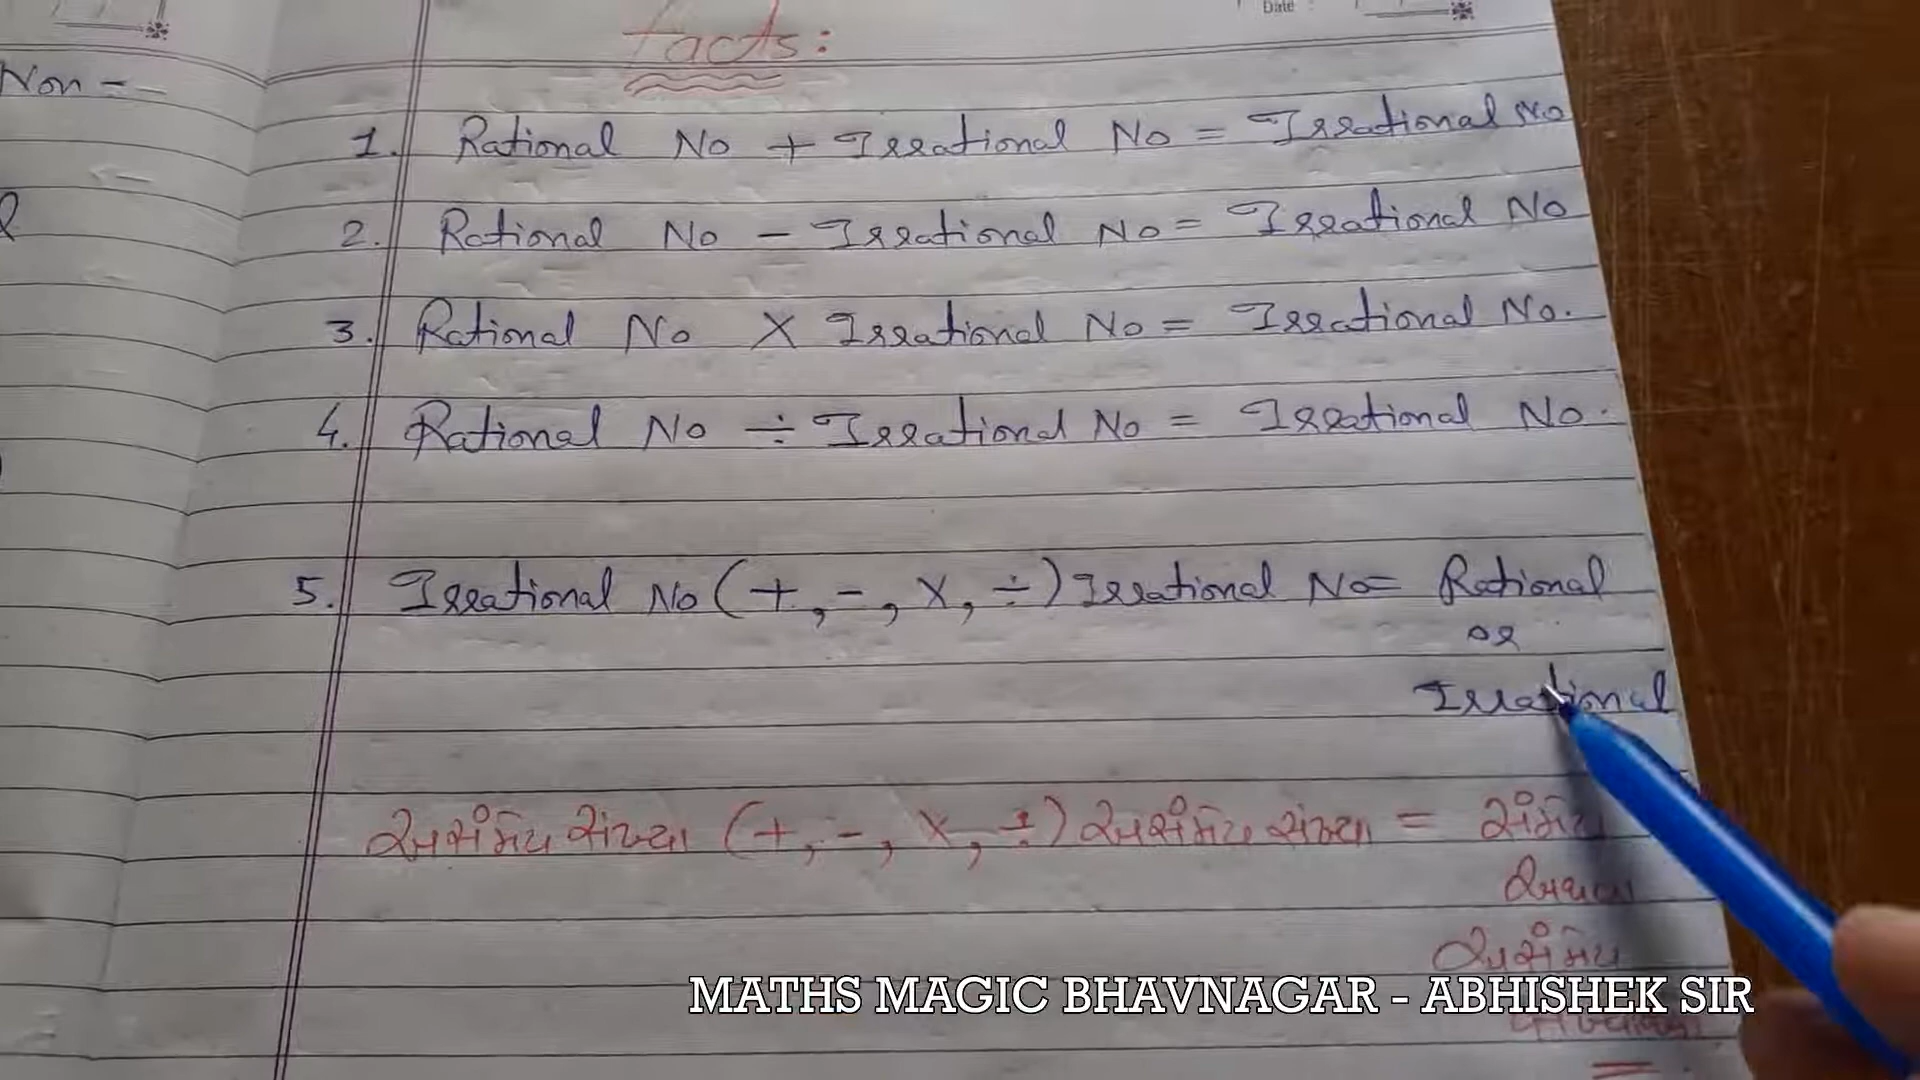 Date :
Facts :
Non -
1. Rational No + Irrational No = Irrational No
2. Rational No - Irrational No = Irrational No
3. Rational No X Irrational No = Irrational No.
4. Rational No ÷ Irrational No = Irrational No.
5. Irrational No (+, -, x, ÷) Irrational No = Rational
or
Irrational
અસંમેય સંખ્યા (+, -, x, ÷) અસંમેય સંખ્યા = સંમેય
અથવા
અસંમેય
MATHS MAGIC BHAVNAGAR - ABHISHEK SIR